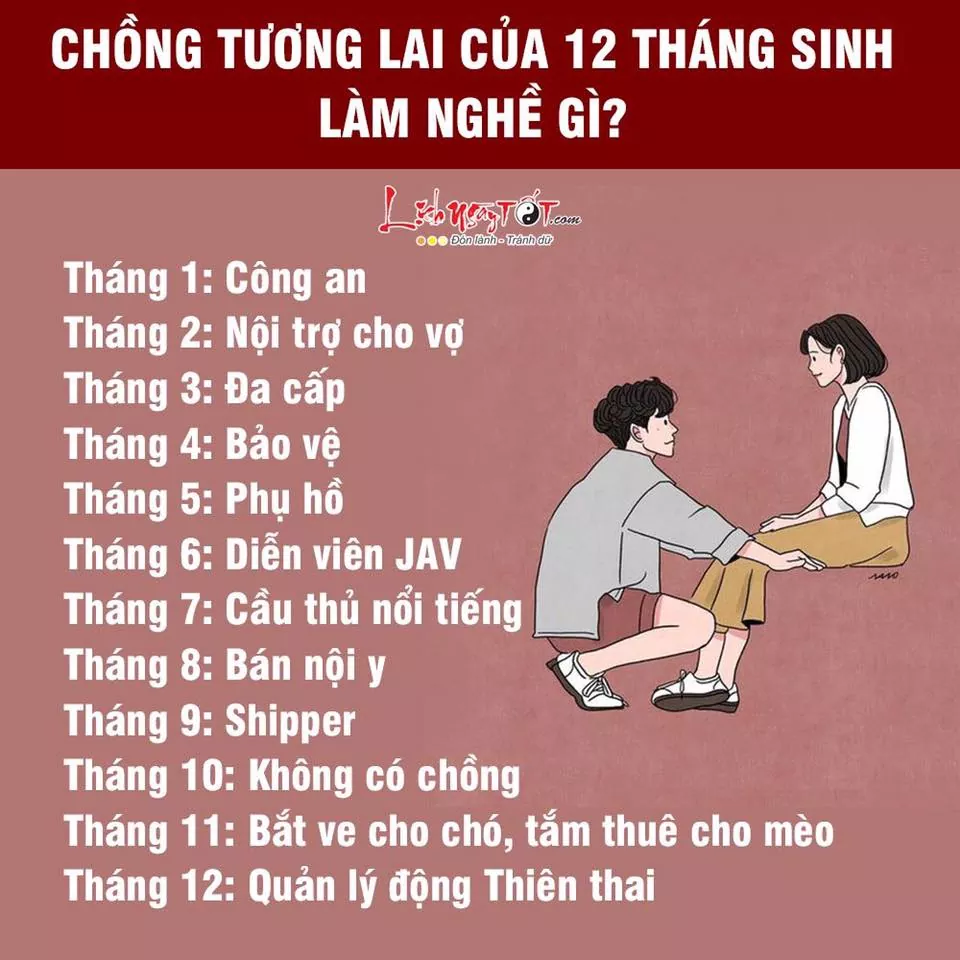 CHỒNG TƯƠNG LAI CỦA 12 THÁNG SINH
LÀM NGHỀ GÌ?
Lịch Ngày TỐT.com
Đón lành - Tránh dữ
Tháng 1: Công an
Tháng 2: Nội trợ cho vợ
Tháng 3: Đa cấp
Tháng 4: Bảo vệ
Tháng 5: Phụ hồ
Tháng 6: Diễn viên JAV
Tháng 7: Cầu thủ nổi tiếng
Tháng 8: Bán nội y
Tháng 9: Shipper
Tháng 10: Không có chồng
Tháng 11: Bắt ve cho chó, tắm thuê cho mèo
Tháng 12: Quản lý động Thiên thai